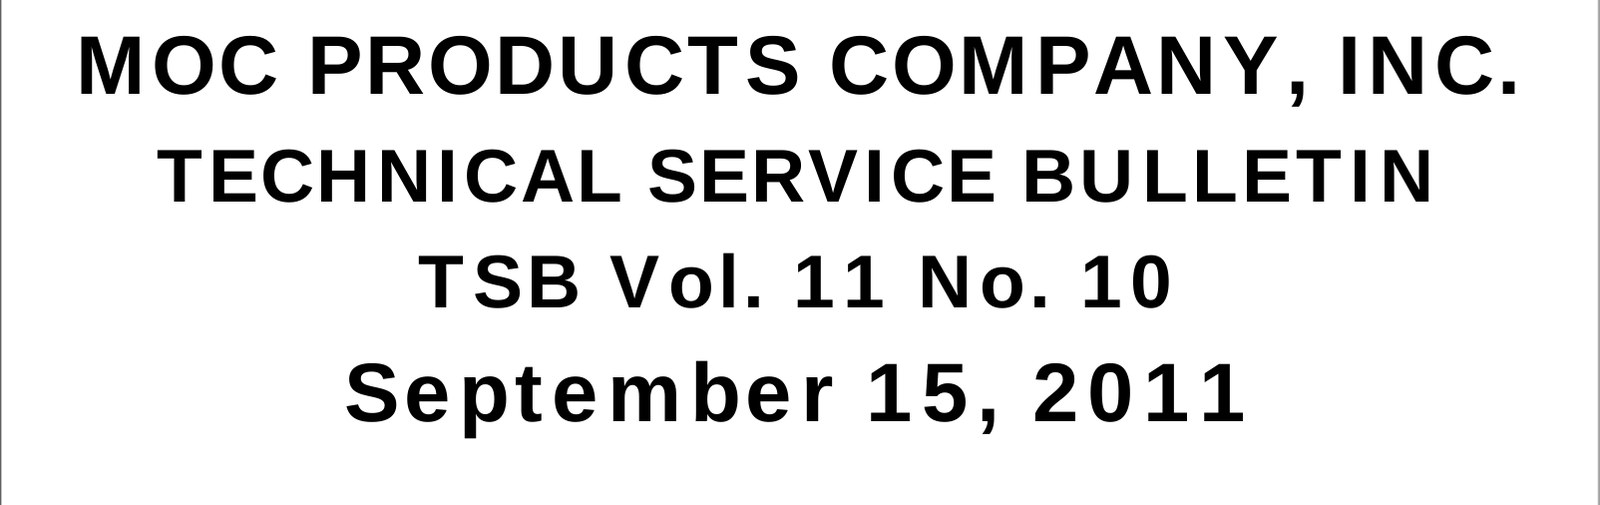 MOC PRODUCTS COMPANY, INC.
TECHNICAL SERVICE BULLETIN
TSB Vol. 11 No. 10
September 15, 2011